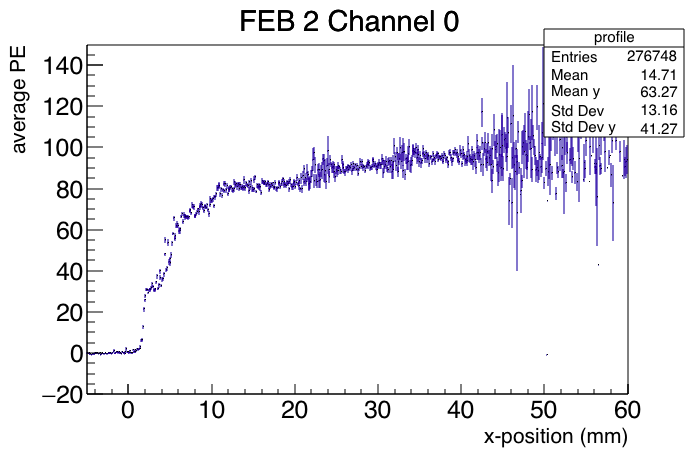 FEB 2 Channel 0
profile
Entries 276748
Mean 14.71
Mean y 63.27
Std Dev 13.16
Std Dev y 41.27
average PE
140
120
100
80
60
40
20
0
−20
0 10 20 30 40 50 60
x-position (mm)